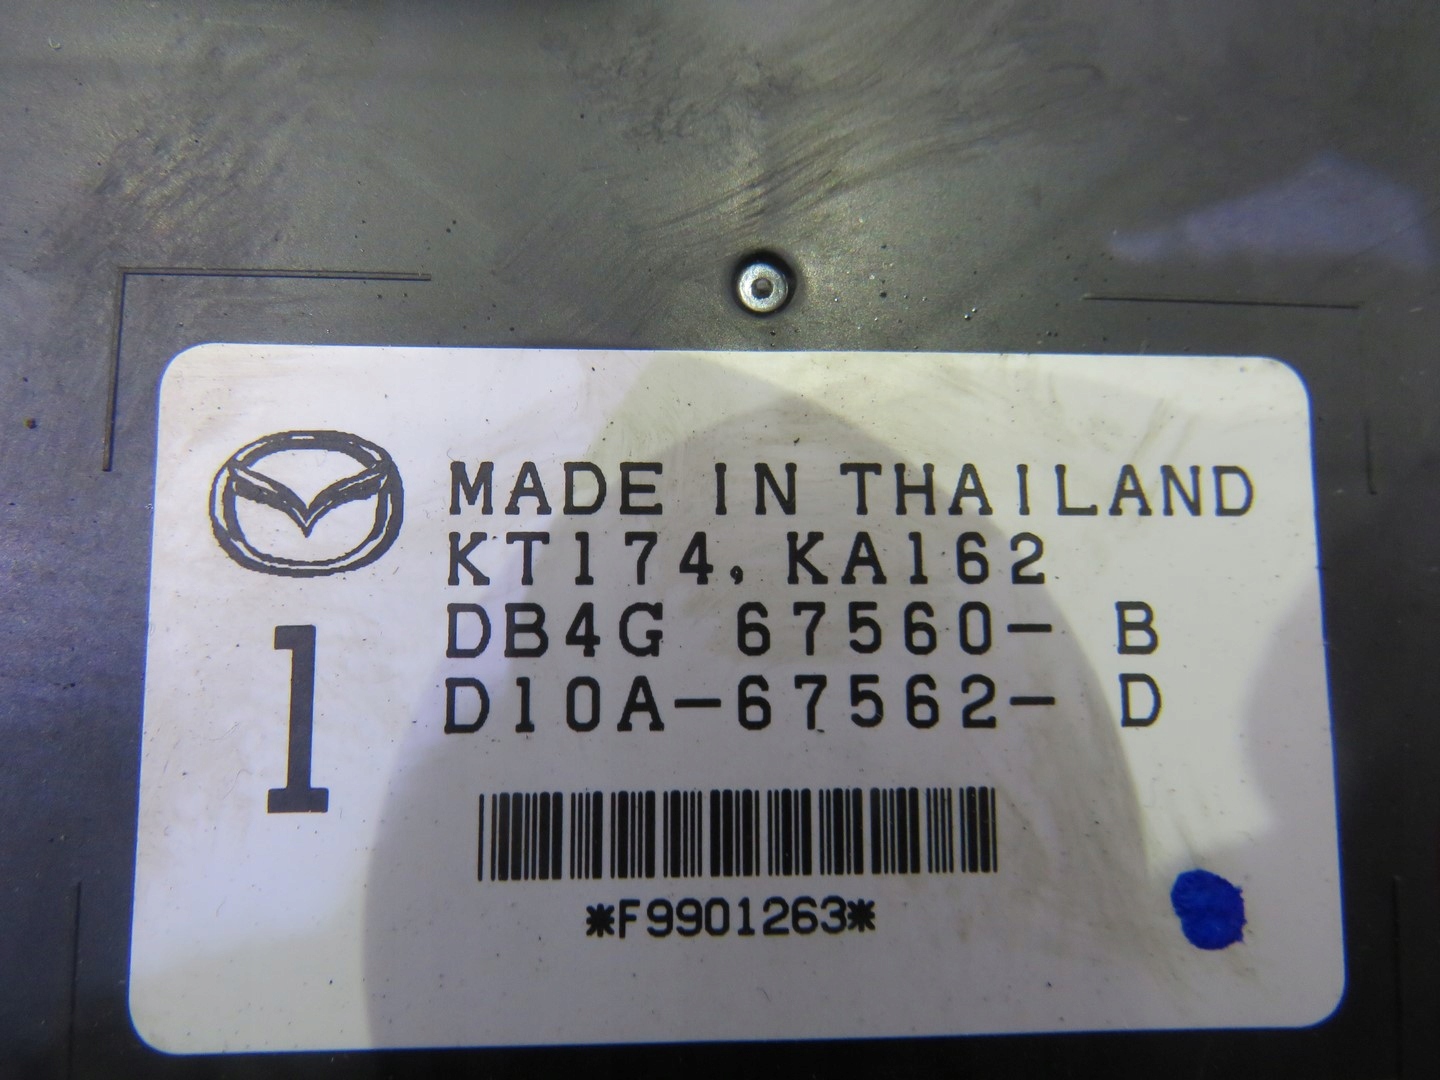 MADE IN THAILAND
KT174, KA162
DB4G 67560- B
D10A-67562- D
1
*F9901263*